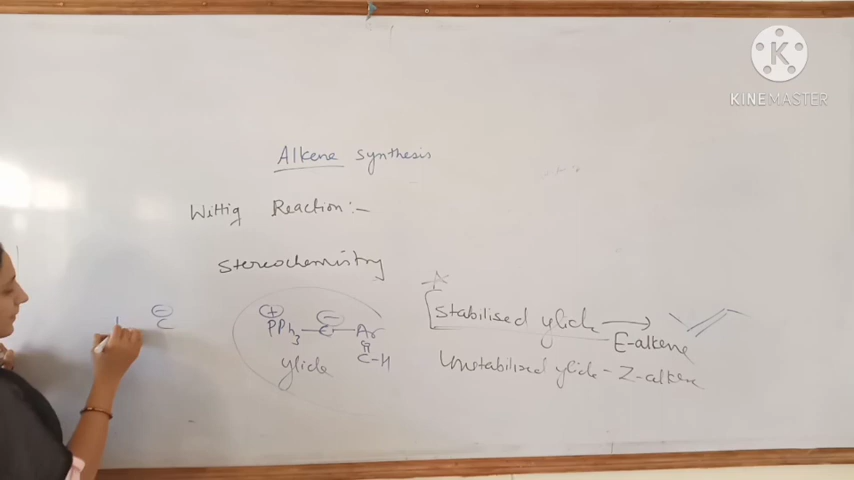 Alkene synthesis
Wittig Reaction:-
Stereochemistry
Stabilised ylide → E-alkene
⊕ ⊖
PPh3—C—Ar
C-H
ylide
Unstabilised ylide - Z-alkene
⊖
C
K
KINEMASTER